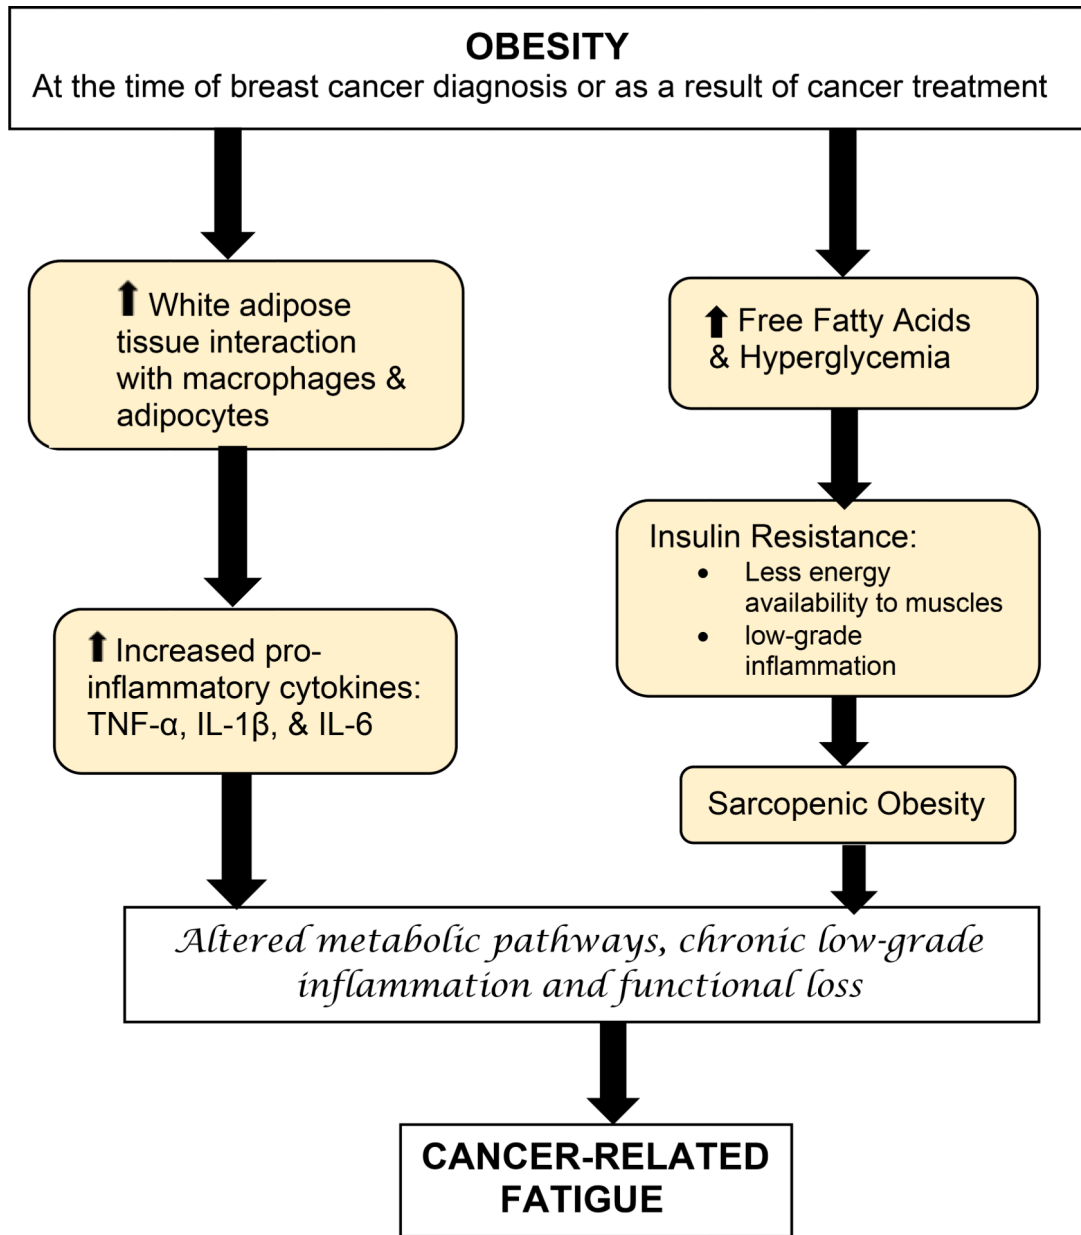 OBESITY
At the time of breast cancer diagnosis or as a result of cancer treatment
White adipose
tissue interaction
with macrophages &
adipocytes
Increased pro-
inflammatory cytokines:
TNF-α, IL-1β, & IL-6
Free Fatty Acids
& Hyperglycemia
Insulin Resistance:
• Less energy
availability to muscles
• low-grade
inflammation
Sarcopenic Obesity
Altered metabolic pathways, chronic low-grade
inflammation and functional loss
CANCER-RELATED
FATIGUE